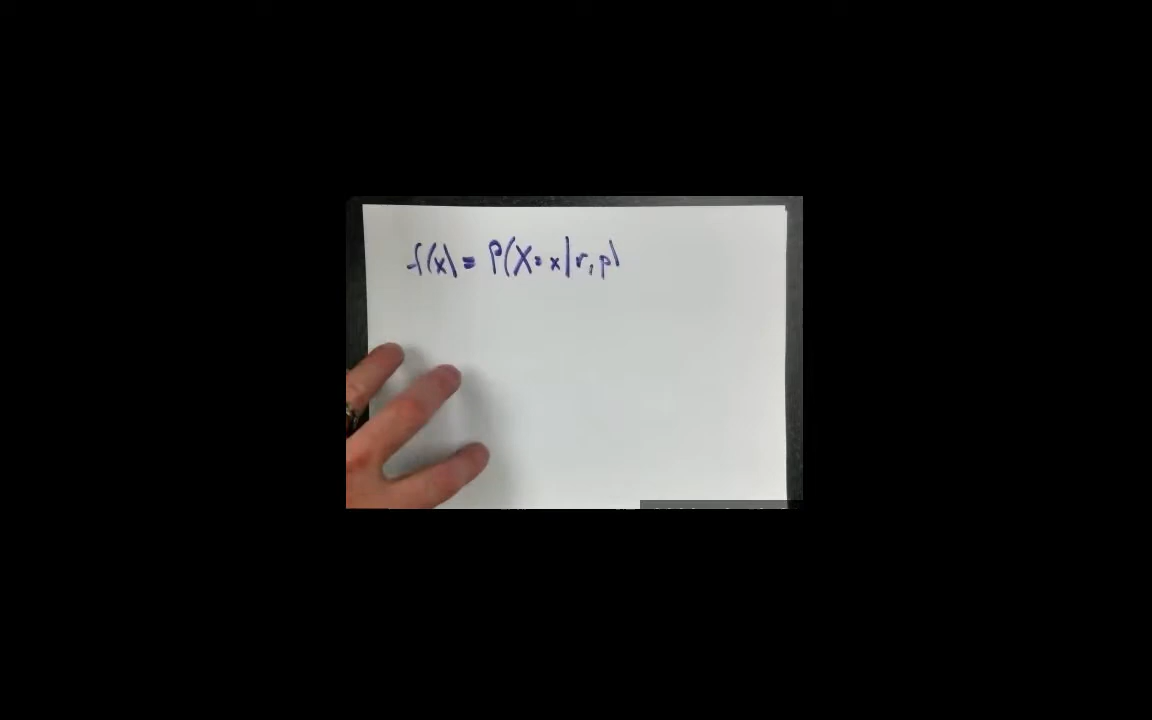 f(x) = P(X=x|r,p)